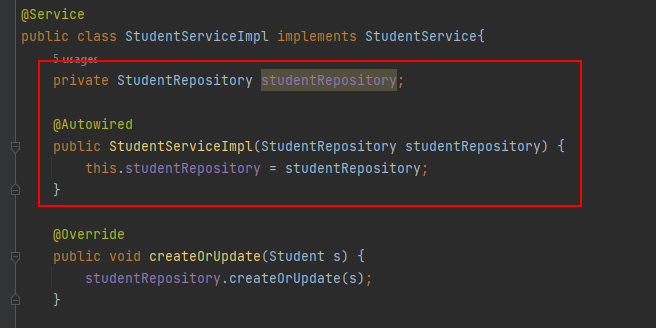 @Service
public class StudentServiceImpl implements StudentService{
5 usages
private StudentRepository studentRepository;
@Autowired
public StudentServiceImpl(StudentRepository studentRepository) {
this.studentRepository = studentRepository;
}
@Override
public void createOrUpdate(Student s) {
studentRepository.createOrUpdate(s);
}